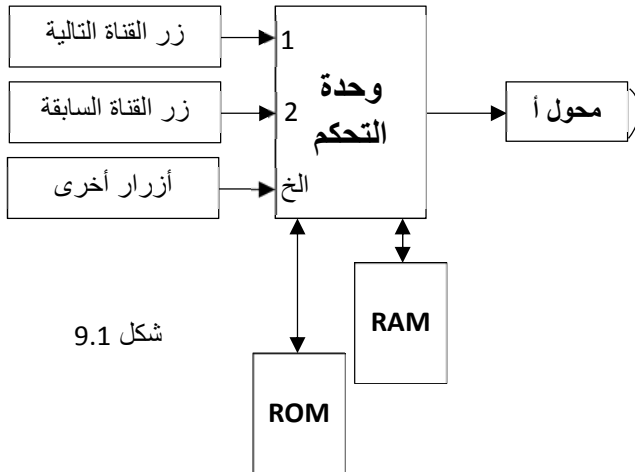 زر القناة التالية
1
زر القناة السابقة
2
أزرار أخرى
الخ
وحدة
التحكم
محول أ
RAM
ROM
شكل 9.1